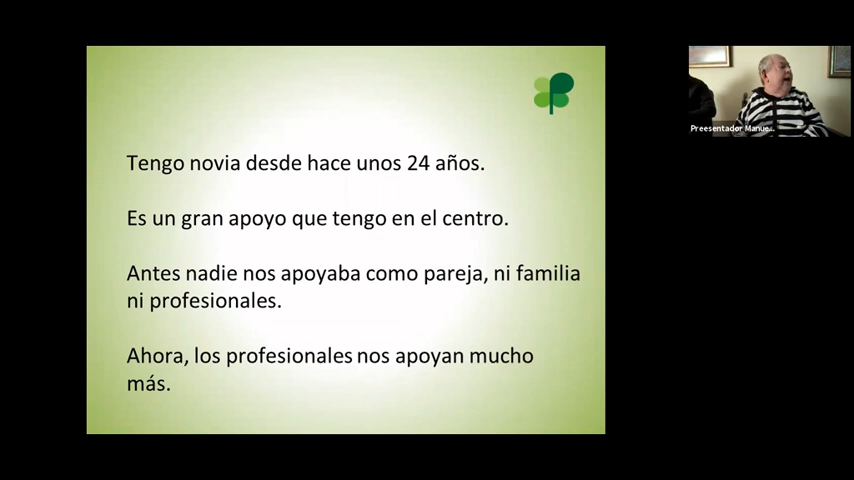 Tengo novia desde hace unos 24 años.
Es un gran apoyo que tengo en el centro.
Antes nadie nos apoyaba como pareja, ni familia
ni profesionales.
Ahora, los profesionales nos apoyan mucho
más.
Preesentador Manue...